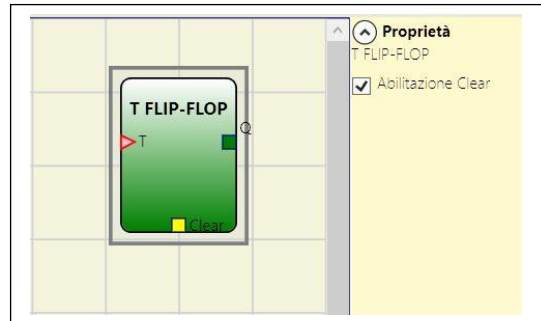 T FLIP-FLOP
T
Q
Clear
Proprietà
T FLIP-FLOP
Abilitazione Clear